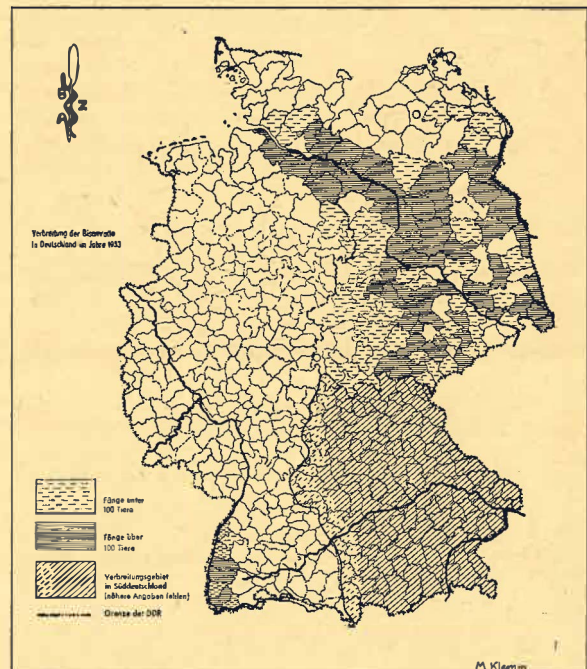 N
Verbreitung der Bisamratte
in Deutschland im Jahre 1953
Fänge unter
100 Tiere
Fänge über
100 Tiere
Verbreitungsgebiet
in Süddeutschland
(nähere Angaben fehlen)
Grenze der DDR
M. Klemm